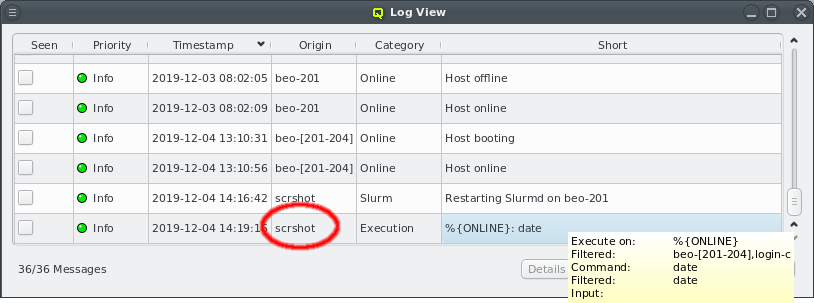 Log View
Seen Priority Timestamp Origin Category Short
Info 2019-12-03 08:02:05 beo-201 Online Host offline
Info 2019-12-03 08:02:09 beo-201 Online Host online
Info 2019-12-04 13:10:31 beo-[201-204] Online Host booting
Info 2019-12-04 13:10:56 beo-[201-204] Online Host online
Info 2019-12-04 14:16:42 scrshot Slurm Restarting Slurmd on beo-201
Info 2019-12-04 14:19:15 scrshot Execution %{ONLINE}: date
Execute on: %{ONLINE}
Filtered: beo-[201-204],login-c
Command: date
Filtered: date
Input:
36/36 Messages
Details